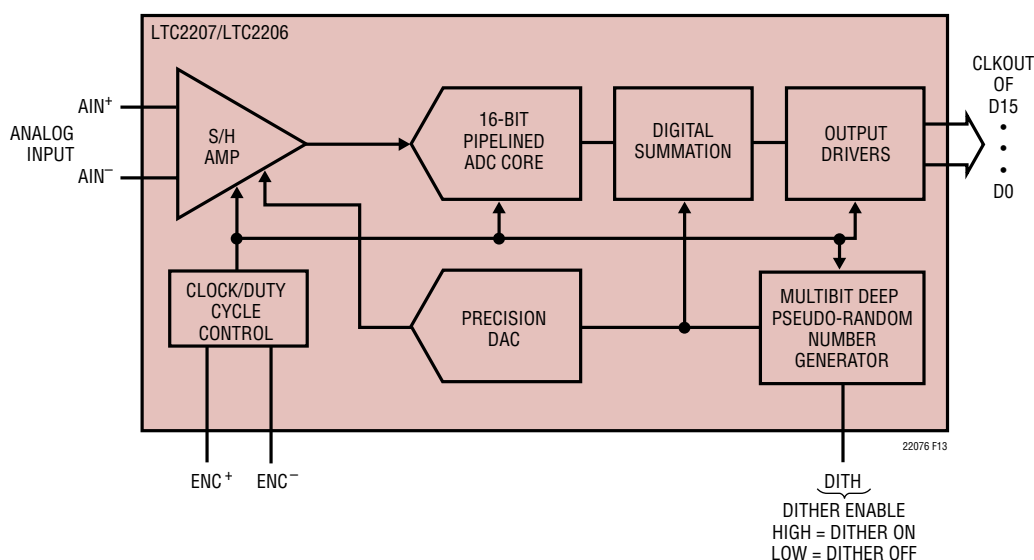 LTC2207/LTC2206
AIN+
ANALOG
INPUT
AIN−
S/H
AMP
16-BIT
PIPELINED
ADC CORE
DIGITAL
SUMMATION
OUTPUT
DRIVERS
CLKOUT
OF
D15
•
•
•
D0
CLOCK/DUTY
CYCLE
CONTROL
PRECISION
DAC
MULTIBIT DEEP
PSEUDO-RANDOM
NUMBER
GENERATOR
22076 F13
ENC+ ENC−
DITH
DITHER ENABLE
HIGH = DITHER ON
LOW = DITHER OFF